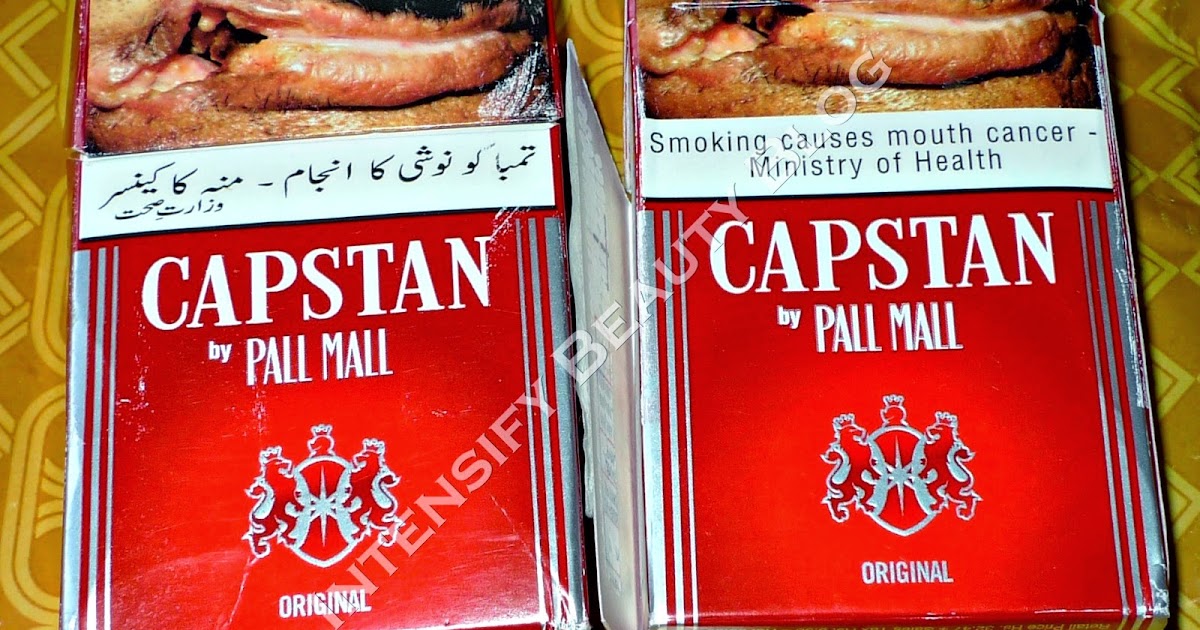 تمباکو نوشی کا انجام - منہ کا کینسر
وزارت صحت
CAPSTAN
by PALL MALL
ORIGINAL
Smoking causes mouth cancer -
Ministry of Health
CAPSTAN
by PALL MALL
ORIGINAL
INTENSIFY BEAUTY BLOG